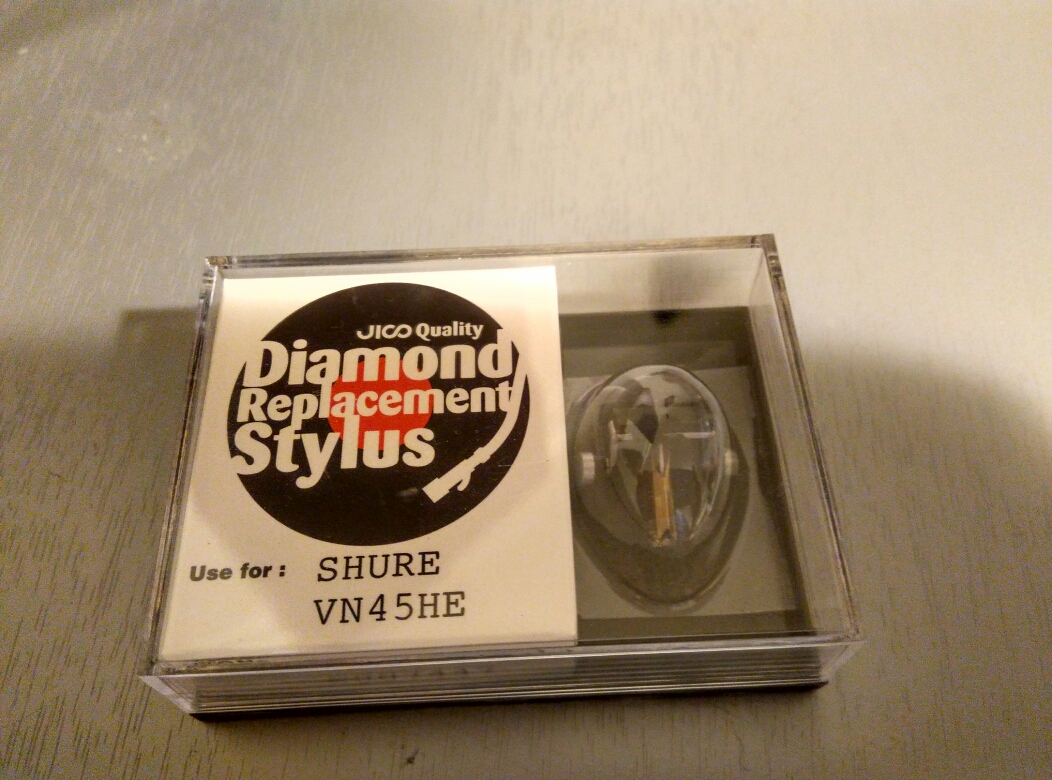 JICO Quality
Diamond
Replacement
Stylus
Use for : SHURE
VN45HE